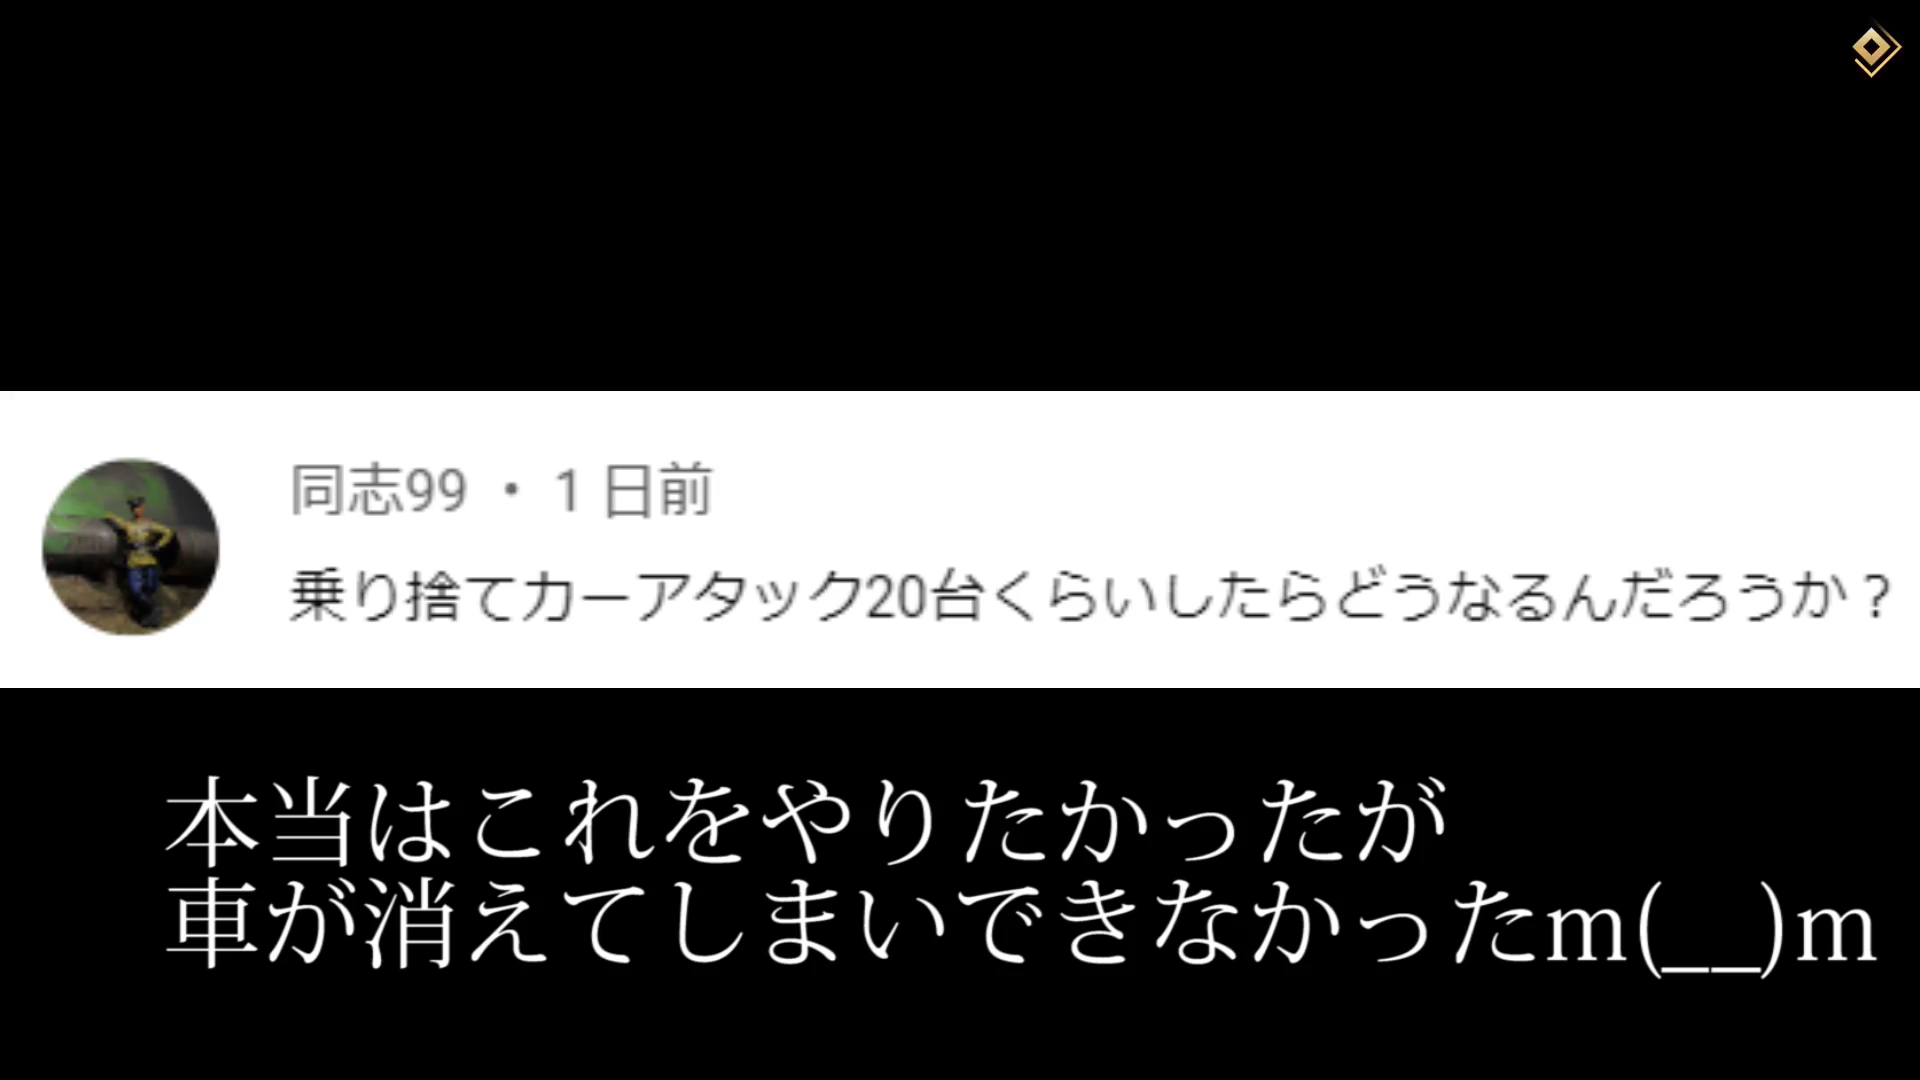 同志99 • 1 日前
乗り捨てカーアタック20台くらいしたらどうなるんだろうか？
本当はこれをやりたかったが
車が消えてしまいできなかったm(__)m